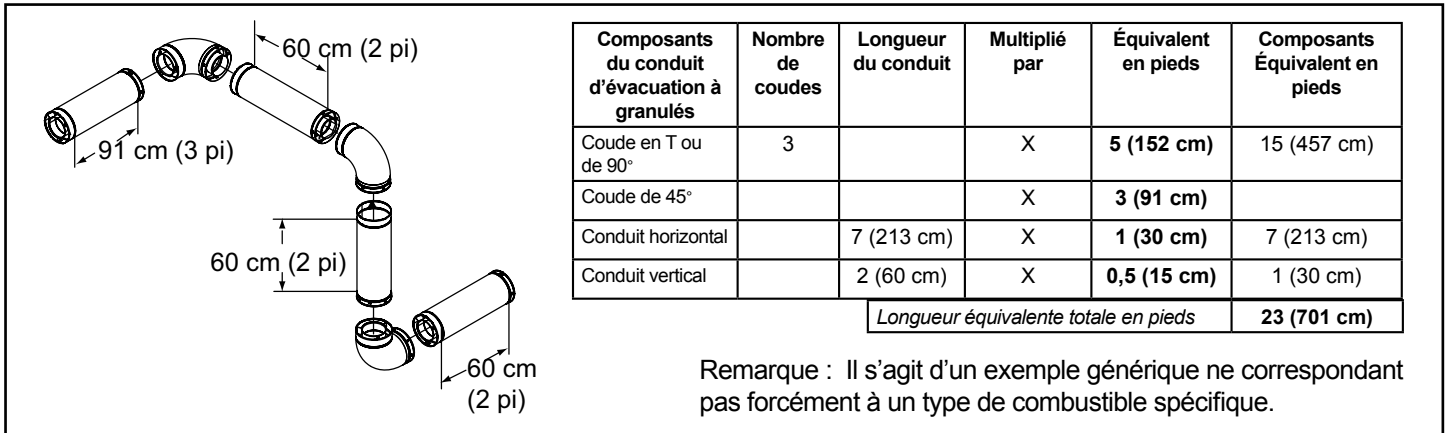 60 cm (2 pi)
91 cm (3 pi)
60 cm (2 pi)
60 cm
(2 pi)
Composants
du conduit
d’évacuation à
granulés
Nombre
de
coudes
Longueur
du conduit
Multiplié
par
Équivalent
en pieds
Composants
Équivalent en
pieds
Coude en T ou
de 90°
3
X
5 (152 cm)
15 (457 cm)
Coude de 45°
X
3 (91 cm)
Conduit horizontal
7 (213 cm)
X
1 (30 cm)
7 (213 cm)
Conduit vertical
2 (60 cm)
X
0,5 (15 cm)
1 (30 cm)
Longueur équivalente totale en pieds
23 (701 cm)
Remarque : Il s’agit d’un exemple générique ne correspondant
pas forcément à un type de combustible spécifique.